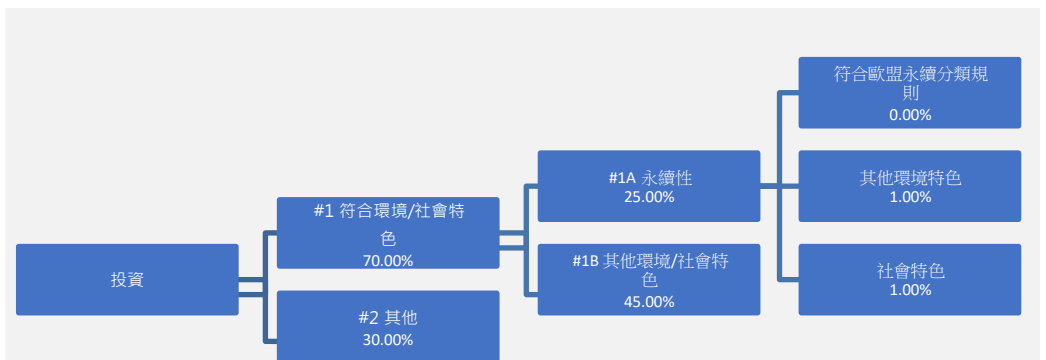 投資
#1 符合環境/社會特
色
70.00%
#2 其他
30.00%
#1A 永續性
25.00%
#1B 其他環境/社會特
色
45.00%
符合歐盟永續分類規
則
0.00%
其他環境特色
1.00%
社會特色
1.00%